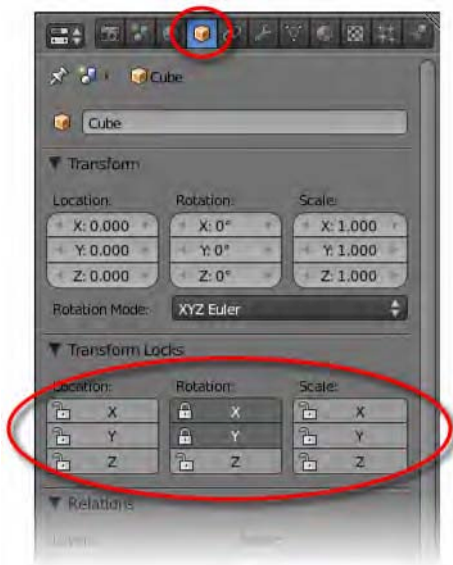 Cube
Cube
Transform
Location: Rotation: Scale:
X: 0.000 X: 0° X: 1.000
Y: 0.000 Y: 0° Y: 1.000
Z: 0.000 Z: 0° Z: 1.000
Rotation Mode: XYZ Euler
Transform Locks
Location: Rotation: Scale:
X X X
Y Y Y
Z Z Z
Relations